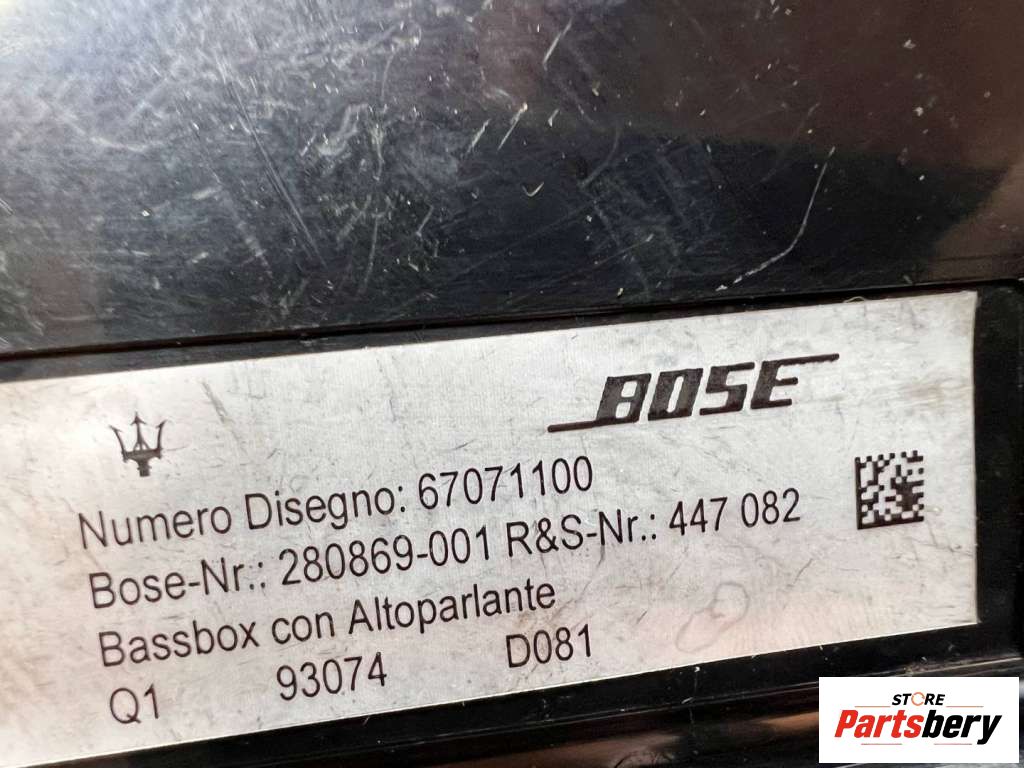 BOSE
Numero Disegno: 67071100
Bose-Nr.: 280869-001 R&S-Nr.: 447 082
Bassbox con Altoparlante
Q1 93074 D081
STORE
Partsbery